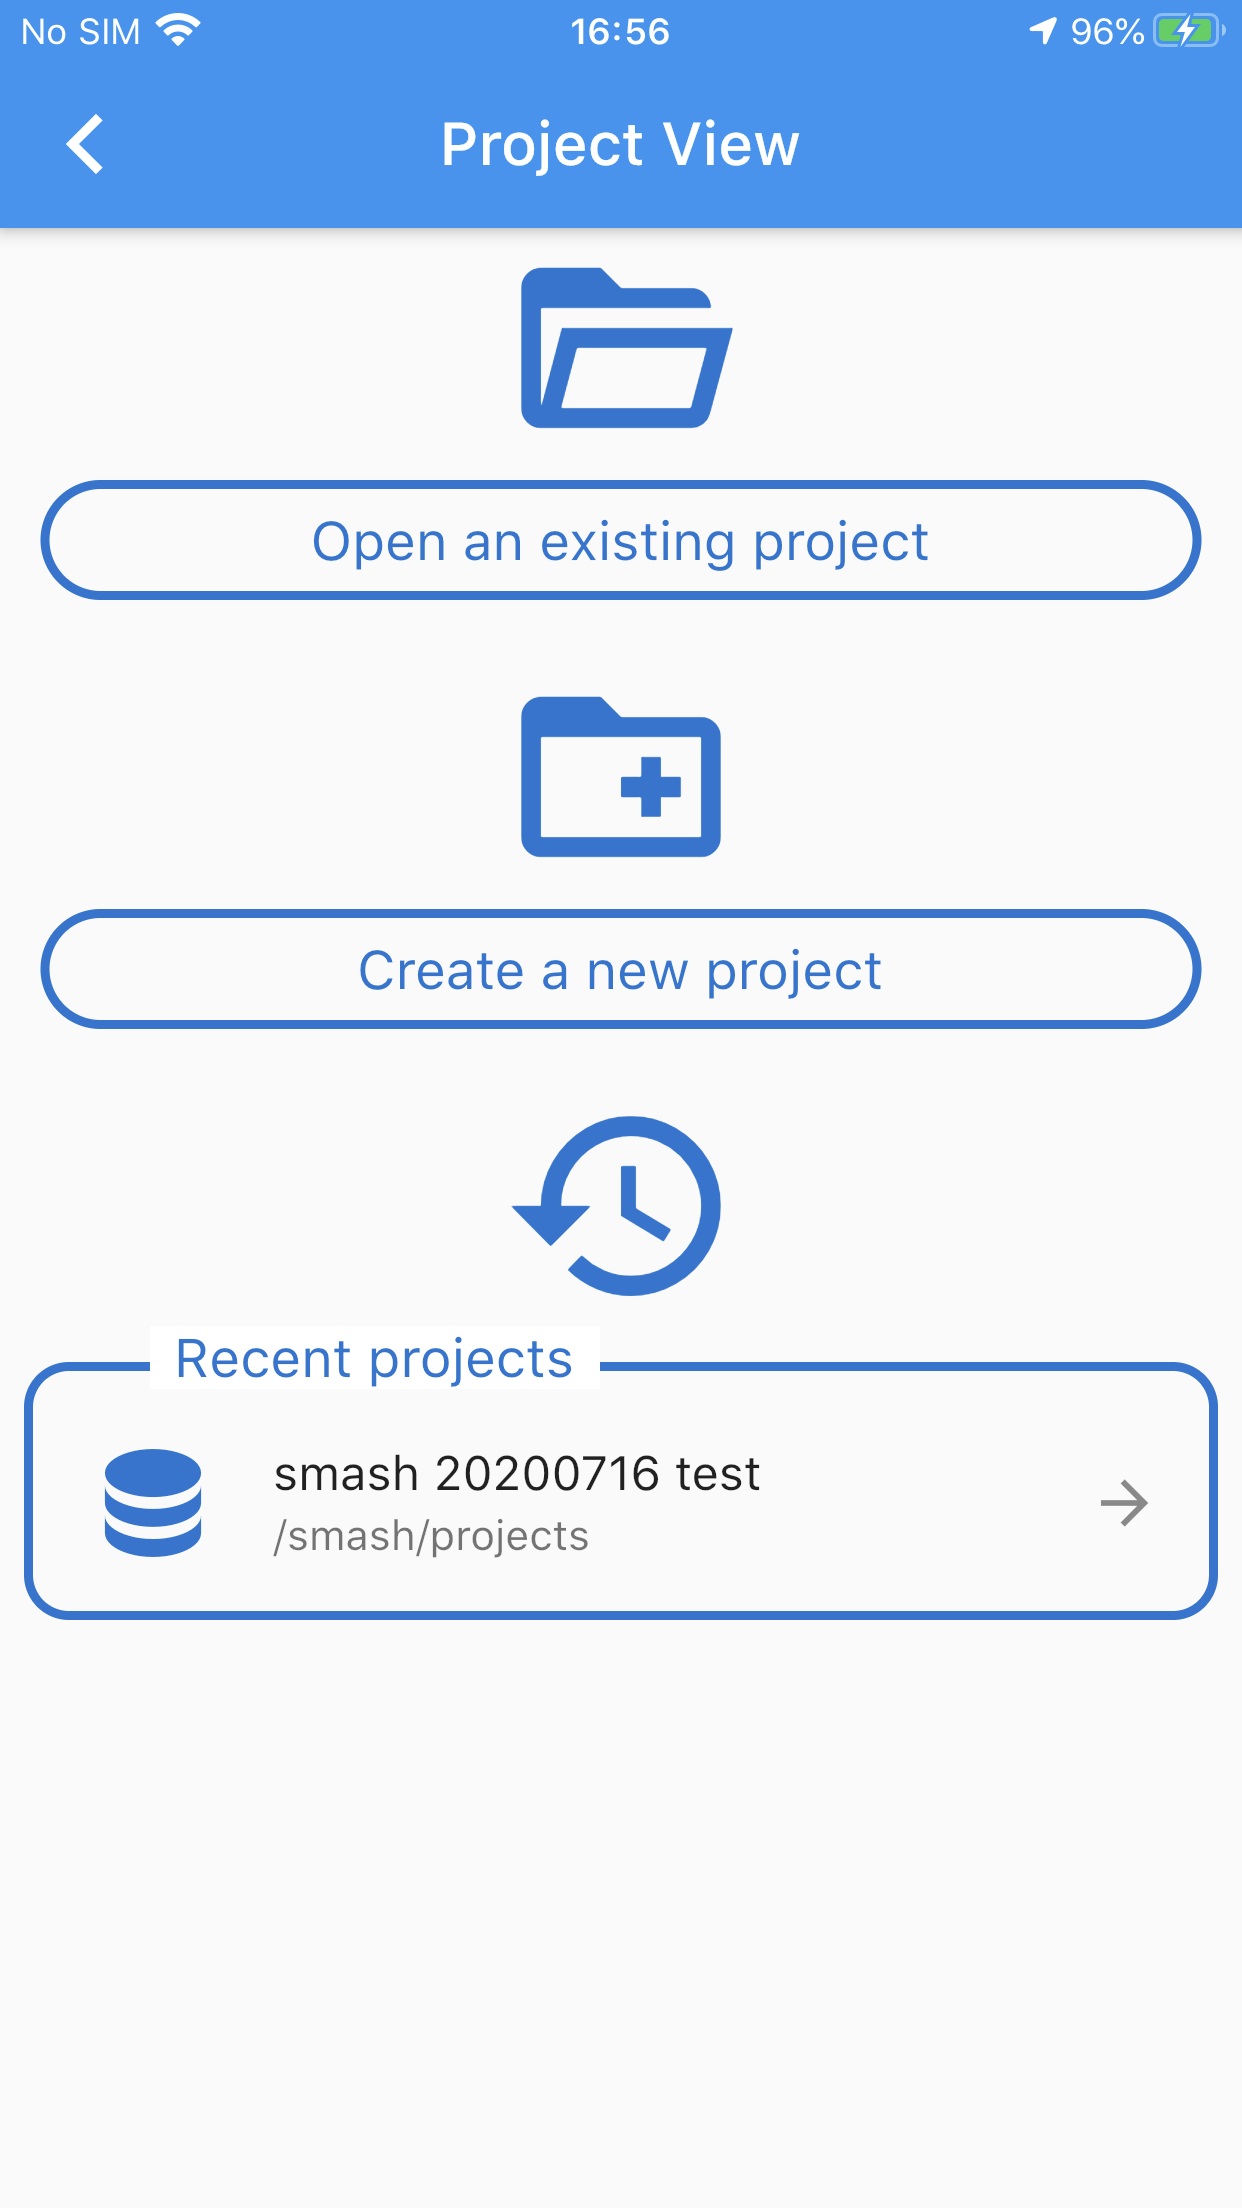 No SIM 16:56 96%
Project View
Open an existing project
Create a new project
Recent projects
smash 20200716 test
/smash/projects